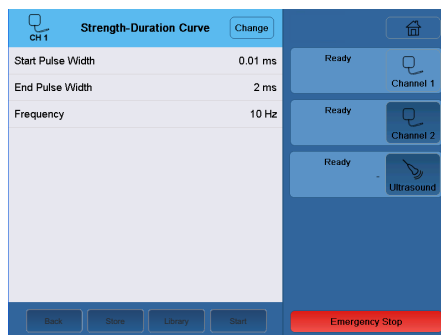 CH 1
Strength-Duration Curve
Change
Start Pulse Width 0.01 ms
End Pulse Width 2 ms
Frequency 10 Hz
Back
Store
Library
Start
Ready
Channel 1
Ready
Channel 2
Ready
-
Ultrasound
Emergency Stop